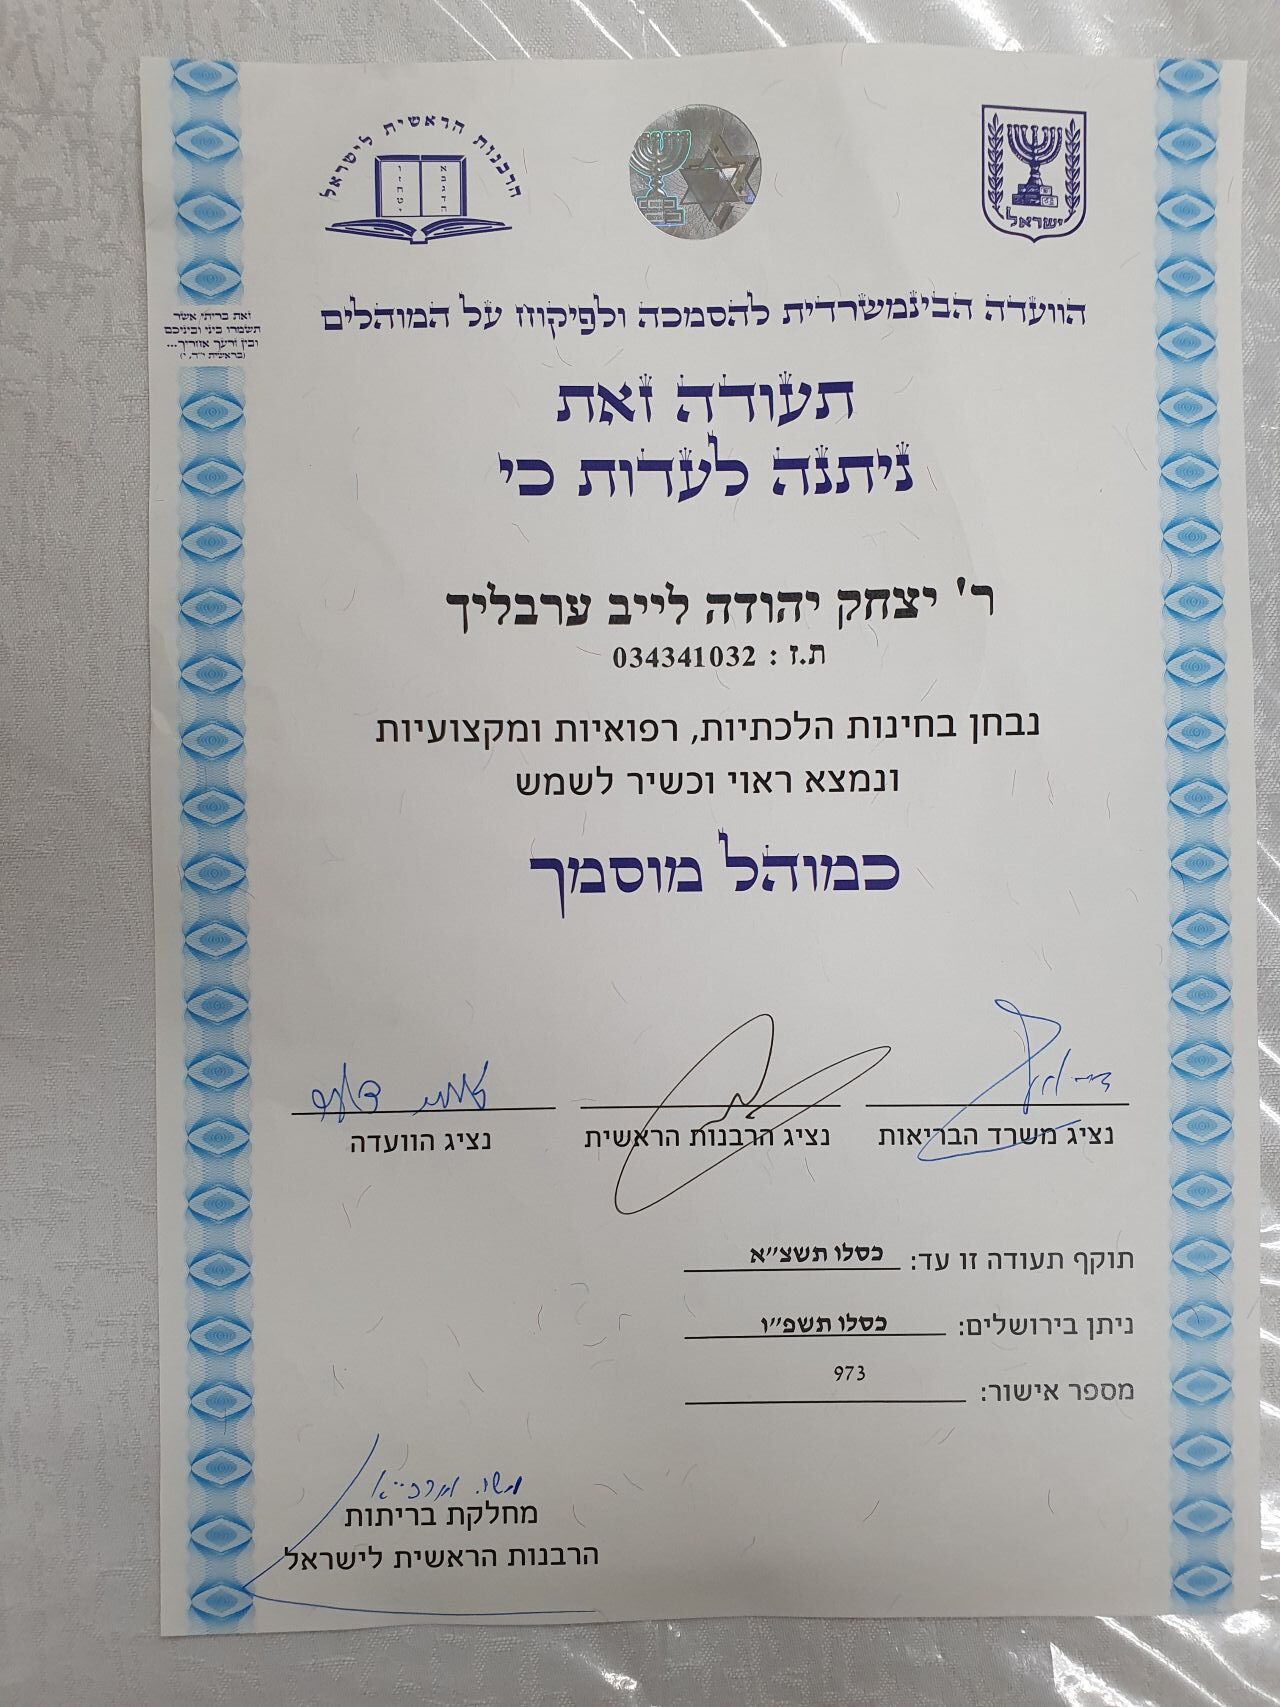 הרבנות הראשית לישראל
ישראל
הוועדה הבינמשרדית להסמכה ולפיקוח על המוהלים
זאת בריתי אשר
תשמרו ביני וביניכם
ובין זרעך אחריך...
(בראשית י"ז, י')
תעודה זאת
ניתנה לעדות כי
ר' יצחק יהודה לייב ערבליך
ת.ז : 034341032
נבחן בחינות הלכתיות, רפואיות ומקצועיות
ונמצא ראוי וכשיר לשמש
כמוהל מוסמך
נציג משרד הבריאות נציג הרבנות הראשית נציג הוועדה
תוקף תעודה זו עד: כסלו תשצ"א
ניתן בירושלים: כסלו תשפ"ו
מספר אישור: 973
מחלקת בריתות
הרבנות הראשית לישראל